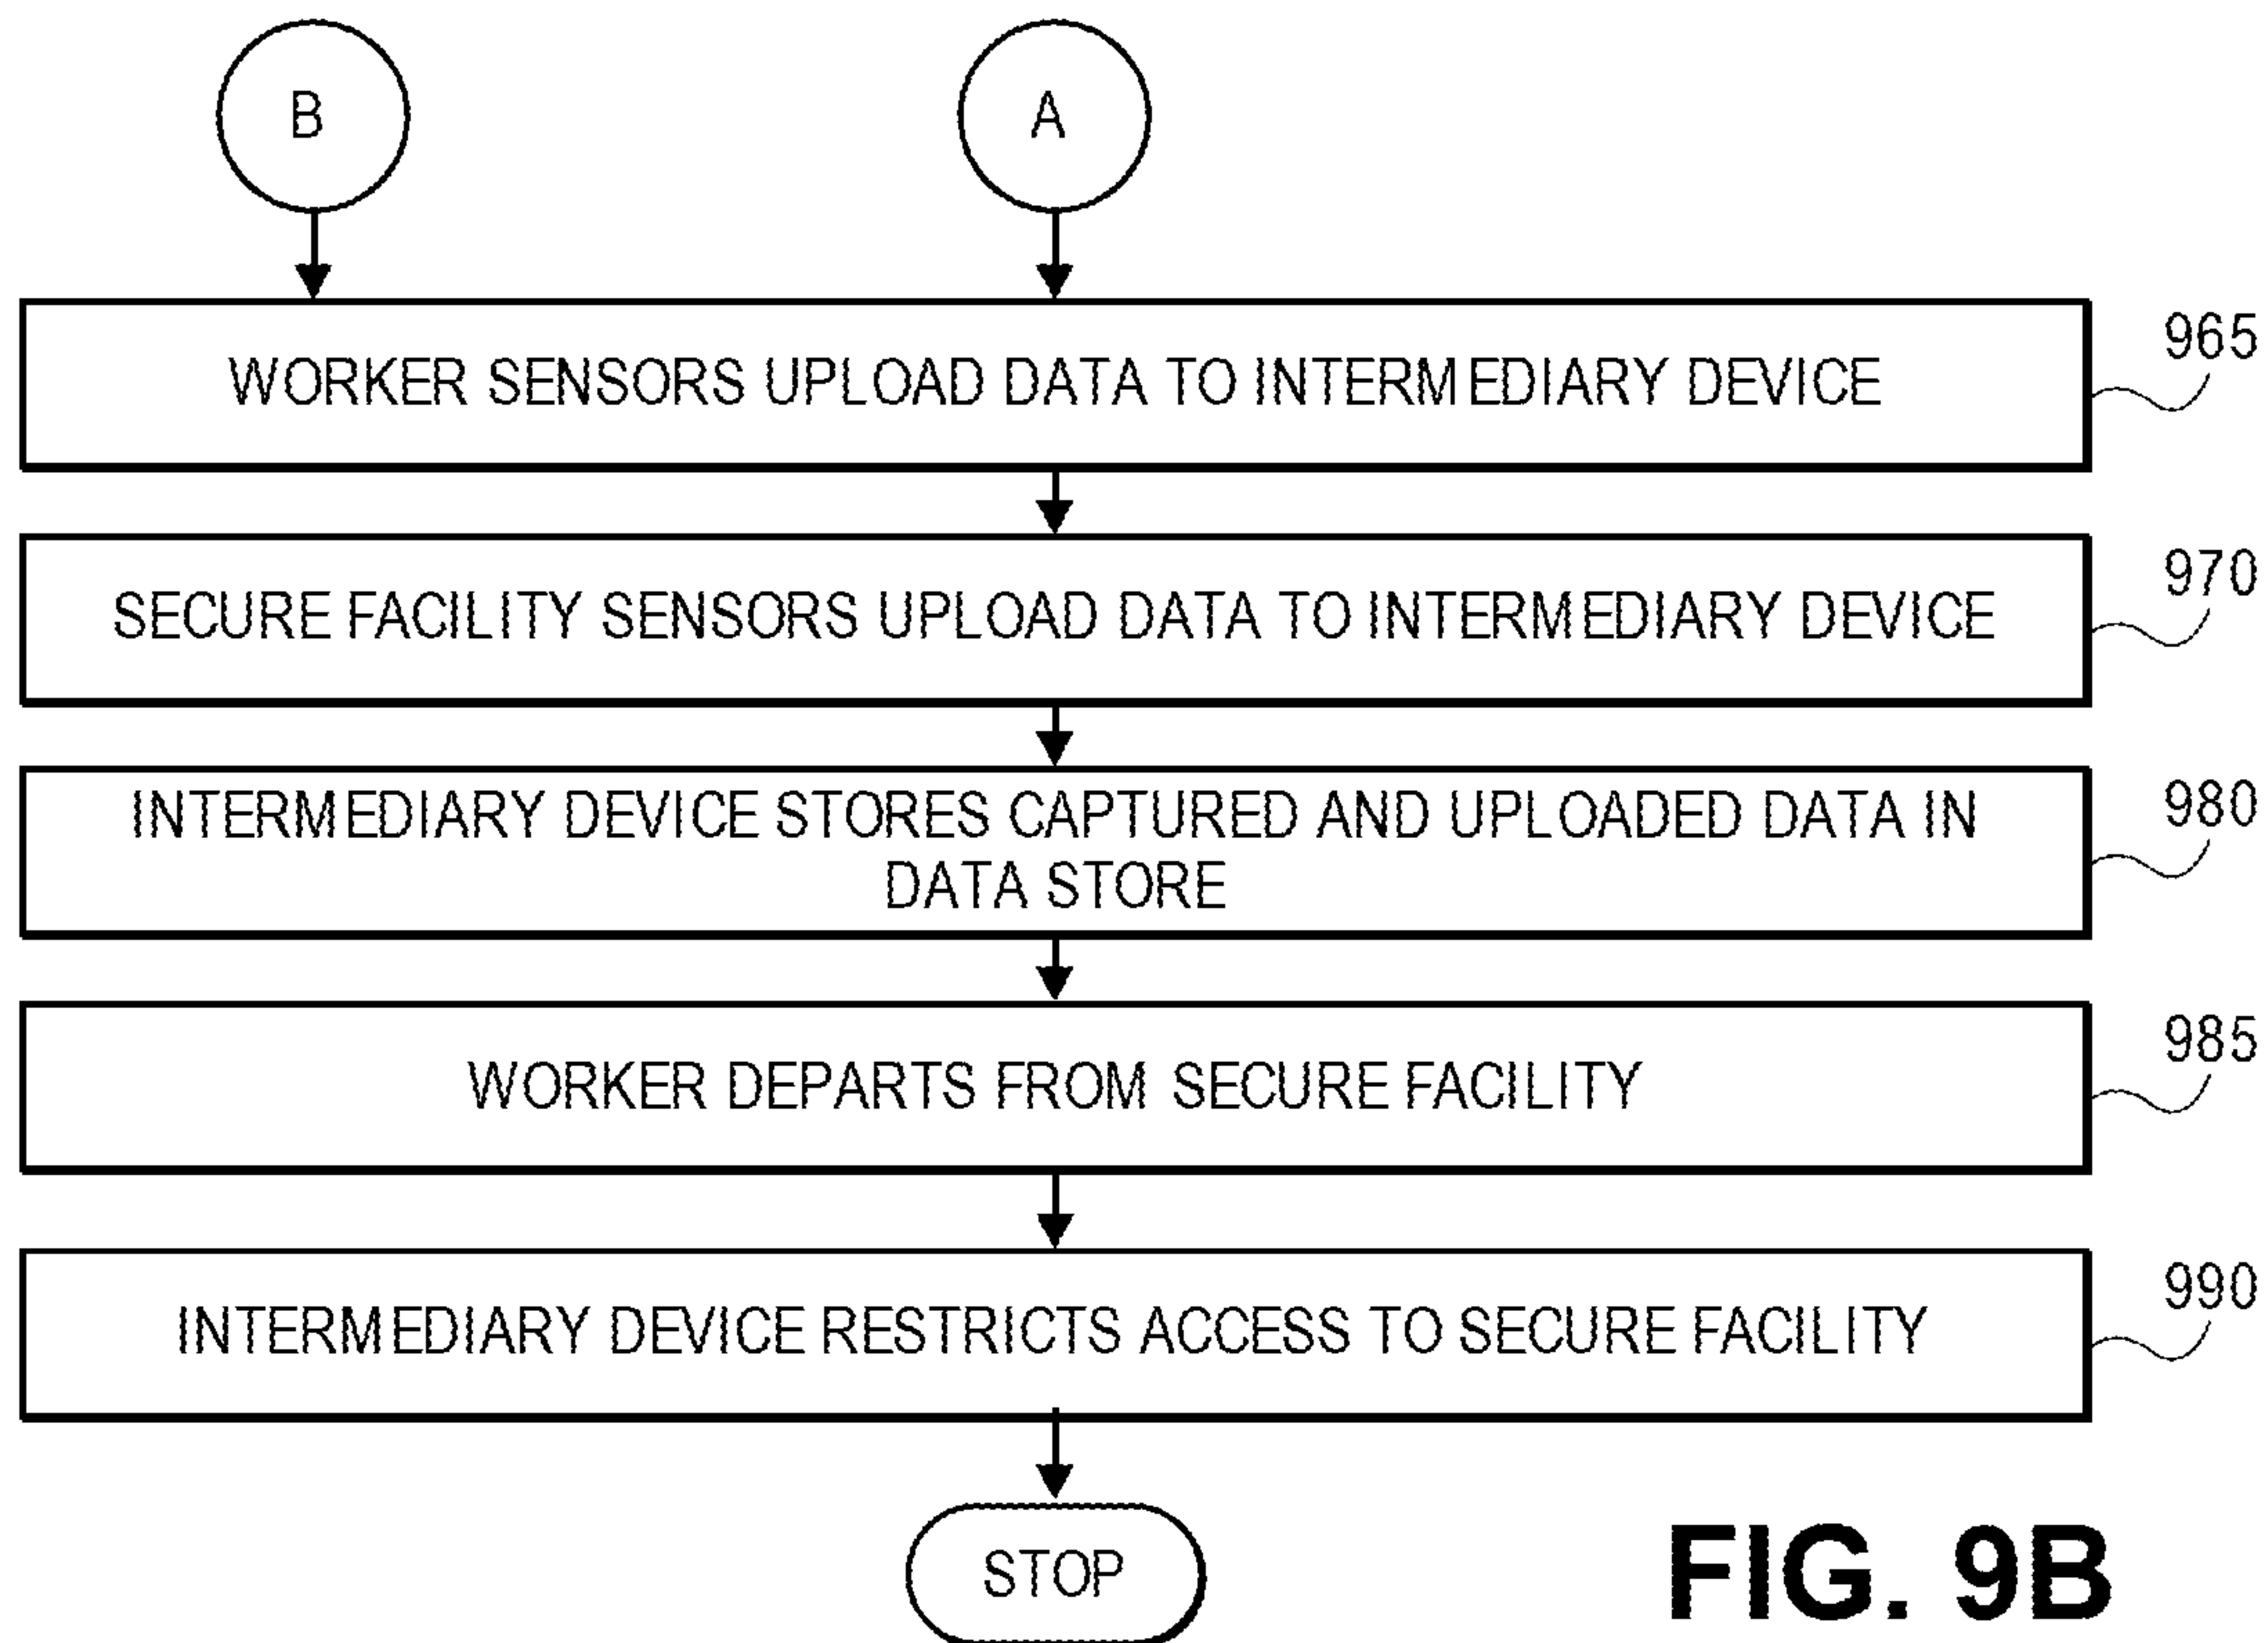 B
A
WORKER SENSORS UPLOAD DATA TO INTERMEDIARY DEVICE
965
SECURE FACILITY SENSORS UPLOAD DATA TO INTERMEDIARY DEVICE
970
INTERMEDIARY DEVICE STORES CAPTURED AND UPLOADED DATA IN
DATA STORE
980
WORKER DEPARTS FROM SECURE FACILITY
985
INTERMEDIARY DEVICE RESTRICTS ACCESS TO SECURE FACILITY
990
STOP
FIG. 9B